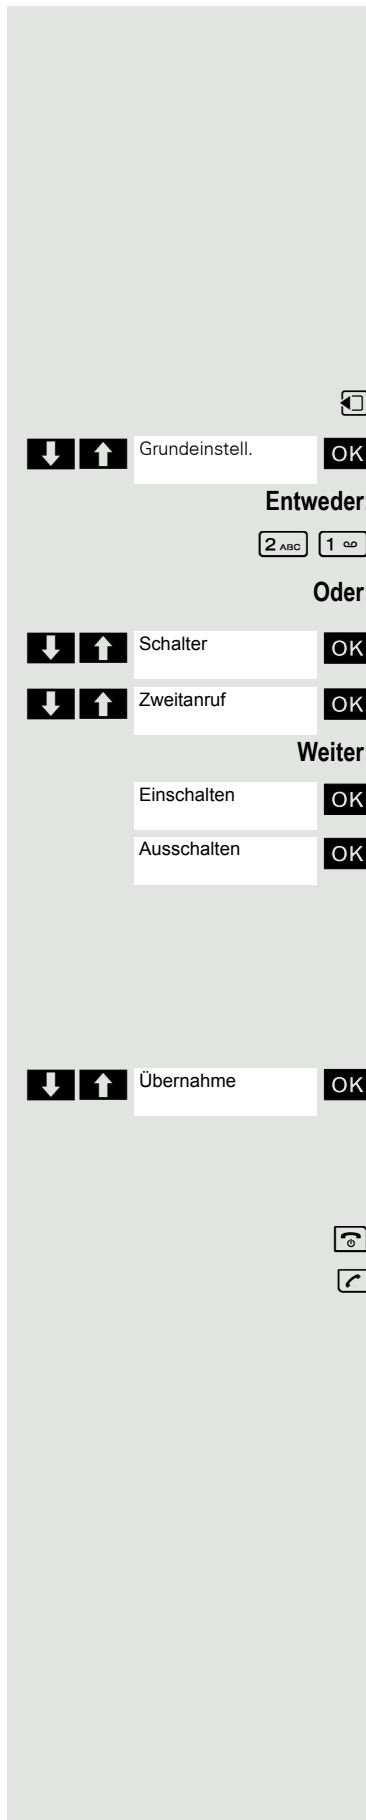 Grundeinstell. OK
Entweder:
2 ABC 1
Oder:
Schalter OK
Zweitanruf OK
Weiter:
Einschalten OK
Ausschalten OK
Übernahme OK